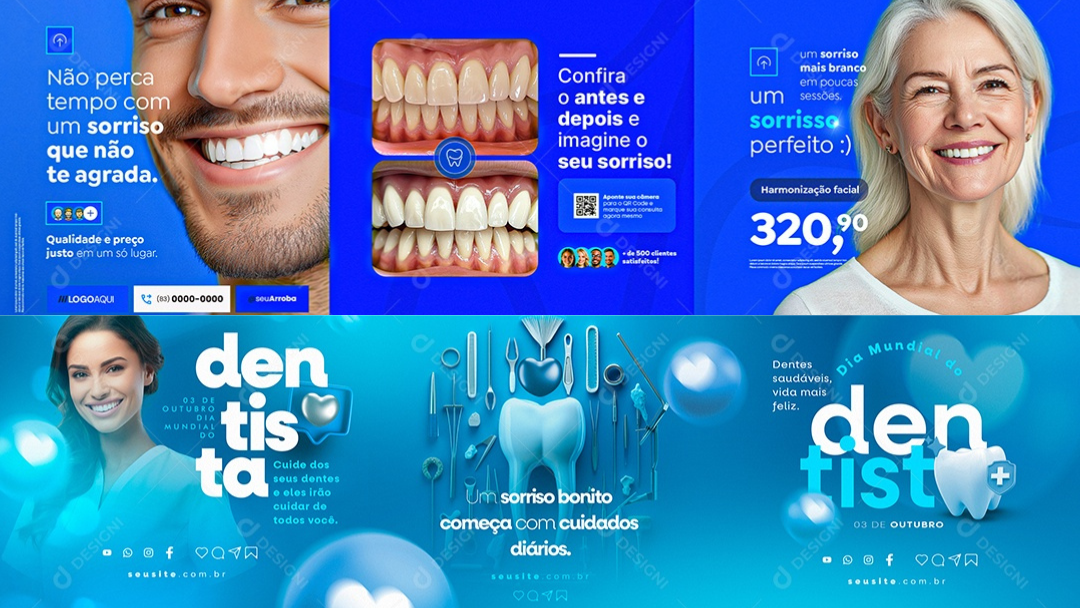 Não perca
tempo com
um sorriso
que não
te agrada.
Qualidade e preço
justo em um só lugar.
///LOGOAQUI
(83) 0000-0000
@seuArroba
Confira
o antes e
depois e
imagine o
seu sorriso!
Aponte sua câmera
para o QR Code e
marque sua consulta
agora mesmo
+ de 500 clientes
satisfeitos!
um sorriso
mais branco
em poucas
sessões.
um
sorrisso
perfeito :)
Harmonização facial
320,90
03 DE
OUTUBRO
DIA
MUNDIAL
DO
den
tis
ta
Cuide dos
seus dentes
e eles irão
cuidar de
todos você.
seusite.com.br
Um sorriso bonito
começa com cuidados
diários.
seusite.com.br
Dentes
saudáveis,
vida mais
feliz.
Dia Mundial do
den
tist
03 DE OUTUBRO
seusite.com.br
DESIGNI